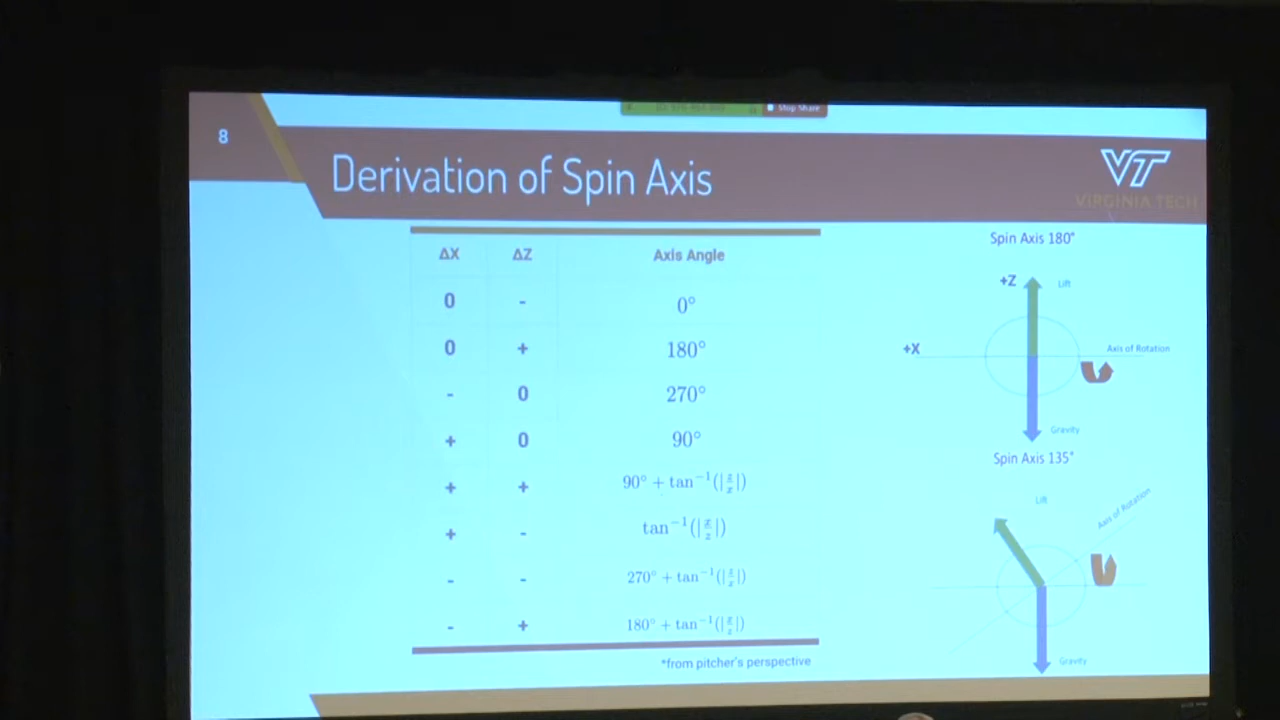 8
Stop Share
Derivation of Spin Axis
VT
VIRGINIA TECH
ΔX ΔZ Axis Angle
0 - 0°
0 + 180°
- 0 270°
+ 0 90°
+ + 90° + tan⁻¹(|z/x|)
+ - tan⁻¹(|x/z|)
- - 270° + tan⁻¹(|z/x|)
- + 180° + tan⁻¹(|x/z|)
*from pitcher's perspective
Spin Axis 180°
+Z Lift
+X Axis of Rotation
Gravity
Spin Axis 135°
Lift
Axis of Rotation
Gravity